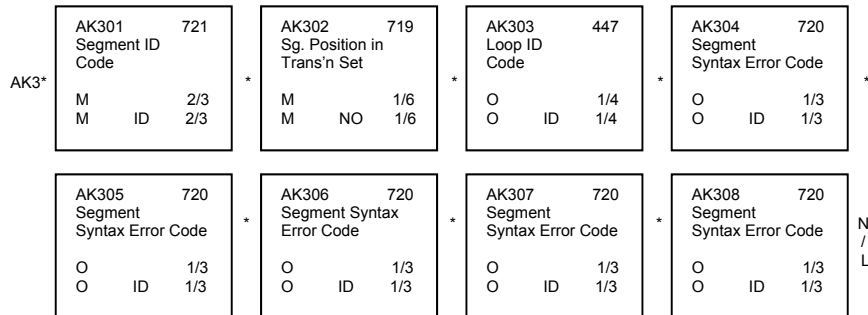 AK301 721 AK302 719 AK303 447 AK304 720
Segment ID Sg. Position in Loop ID Segment
Code Trans'n Set Code Syntax Error Code
AK3* * * * *
M 2/3 M 1/6 O 1/4 O 1/3
M ID 2/3 M NO 1/6 O ID 1/4 O ID 1/3
AK305 720 AK306 720 AK307 720 AK308 720
Segment Segment Syntax Segment Segment
Syntax Error Code Error Code Syntax Error Code Syntax Error Code
* * * N
/
L
O 1/3 O 1/3 O 1/3 O 1/3
O ID 1/3 O ID 1/3 O ID 1/3 O ID 1/3